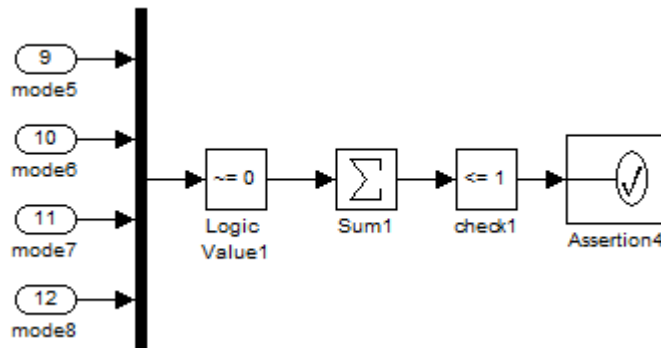 9
mode5
10
mode6
11
mode7
12
mode8
~= 0
Logic
Value1
Sum1
<= 1
check1
Assertion4